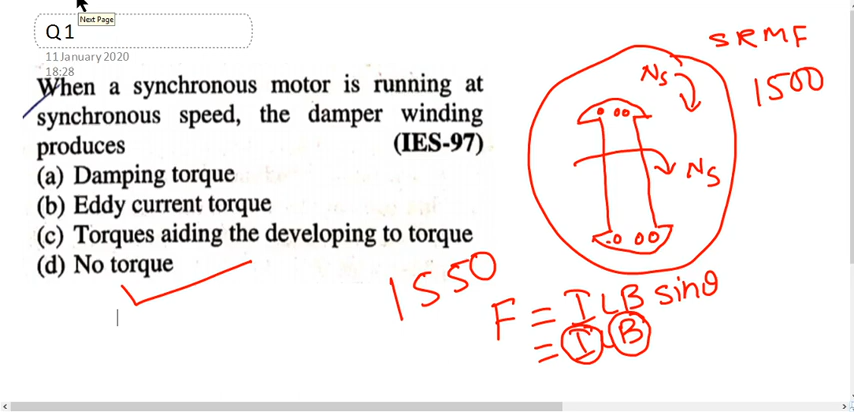 Next Page
Q1
11 January 2020
18:28
When a synchronous motor is running at
synchronous speed, the damper winding
produces (IES-97)
(a) Damping torque
(b) Eddy current torque
(c) Torques aiding the developing to torque
(d) No torque
SRMF
1500
Ns
Ns
1550
F = ILB sinθ
= I LB